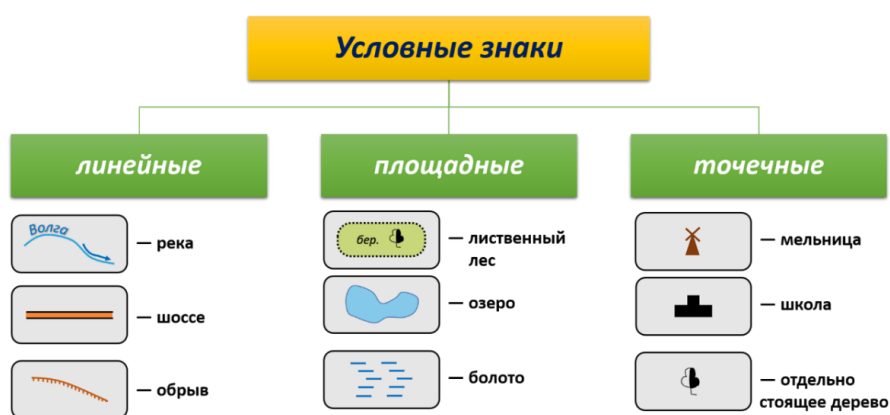 Условные знаки
линейные
площадные
точечные
Волга
— река
— шоссе
— обрыв
бер.
— лиственный
лес
— озеро
— болото
— мельница
— школа
— отдельно
стоящее дерево